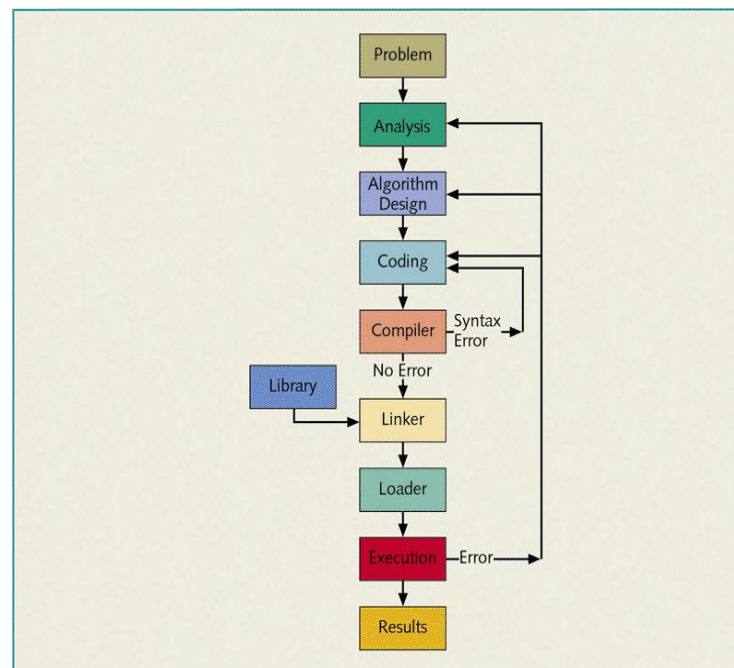 Problem
Analysis
Algorithm
Design
Coding
Compiler
Syntax
Error
No Error
Library
Linker
Loader
Execution
Error
Results